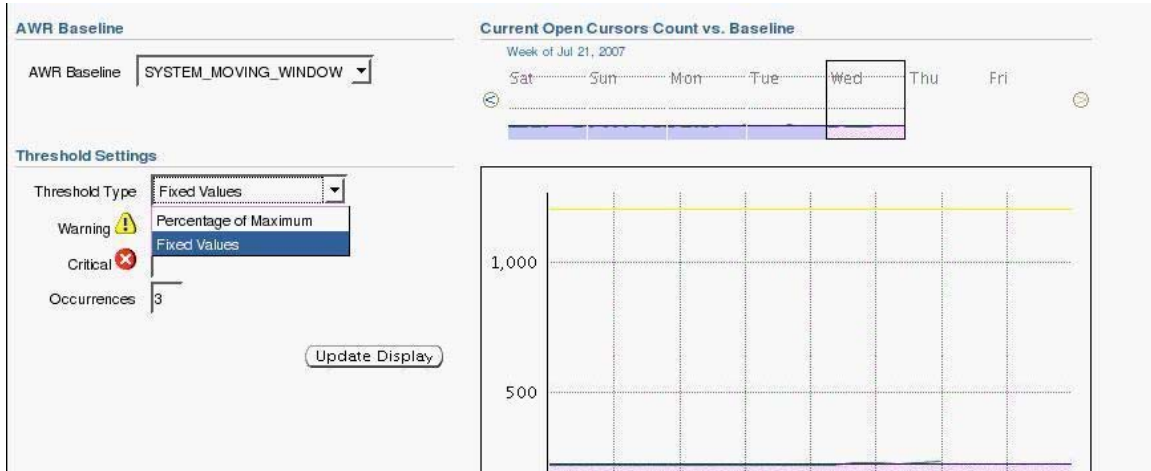 AWR Baseline
AWR Baseline SYSTEM_MOVING_WINDOW
Threshold Settings
Threshold Type Fixed Values
Percentage of Maximum
Fixed Values
Warning
Critical
Occurrences 3
Update Display
Current Open Cursors Count vs. Baseline
Week of Jul 21, 2007
Sat Sun Mon Tue Wed Thu Fri
1,000
500